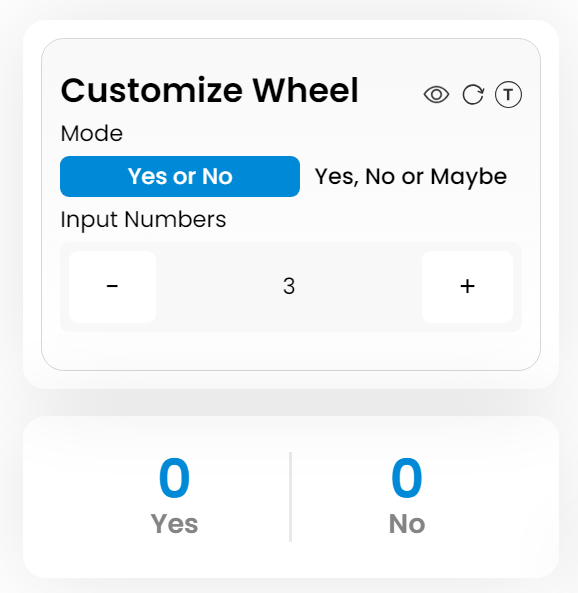 Customize Wheel T
Mode
Yes or No Yes, No or Maybe
Input Numbers
- 3 +
0 0
Yes No